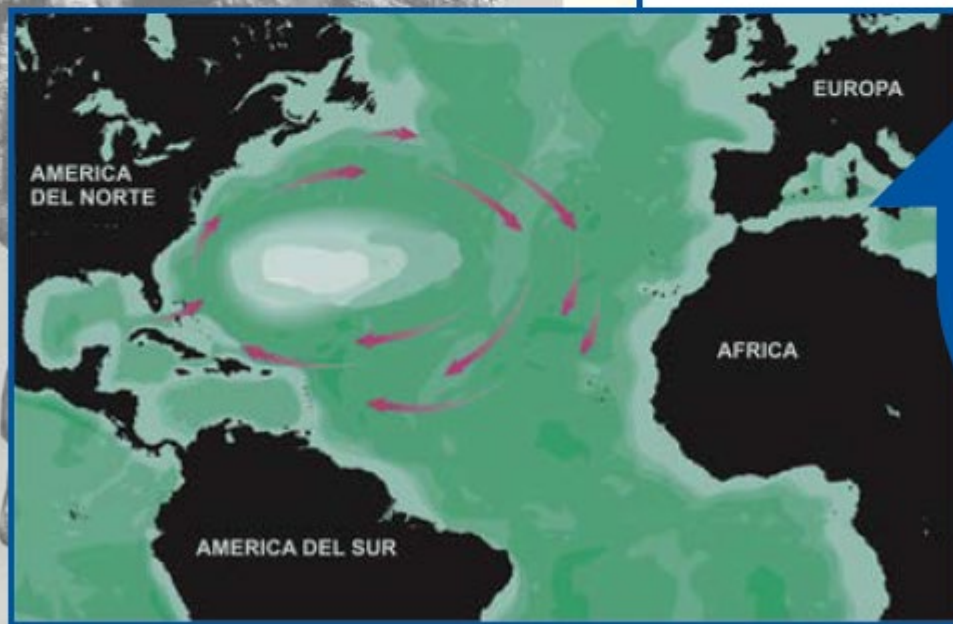 EUROPA
AMERICA
DEL NORTE
AFRICA
AMERICA DEL SUR